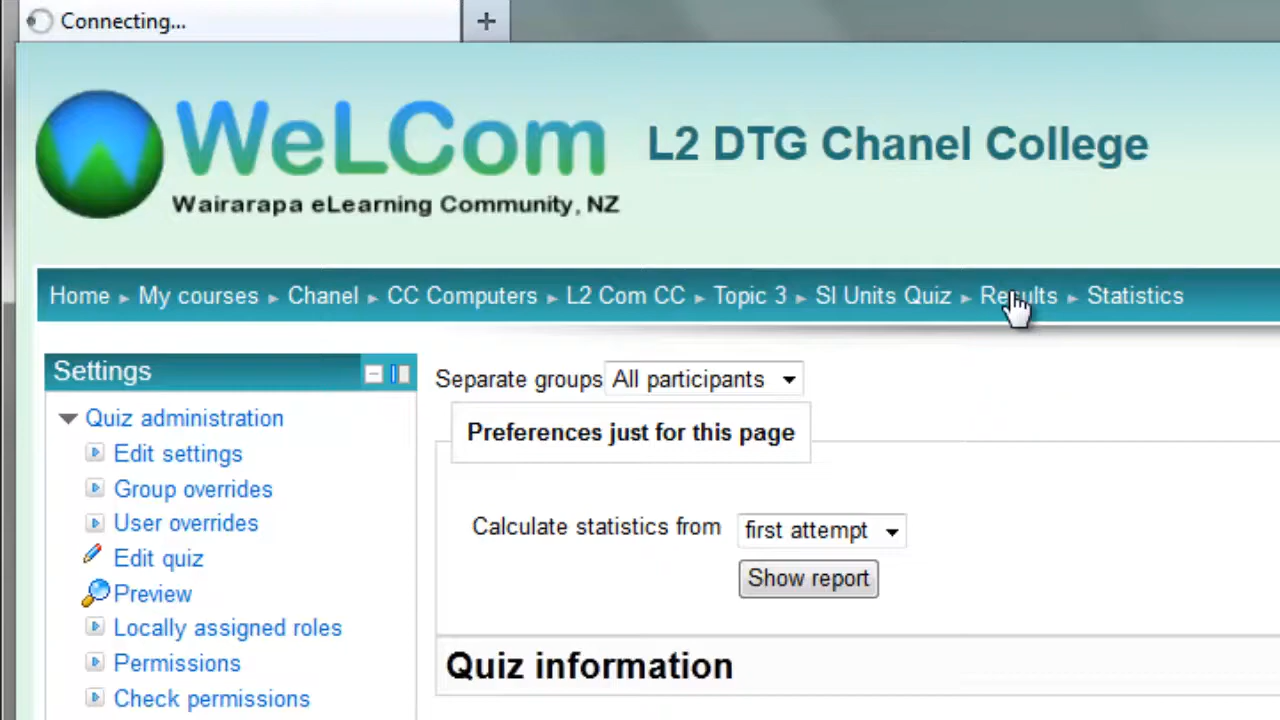 Connecting...
WeLCom
Wairarapa eLearning Community, NZ
L2 DTG Chanel College
Home ► My courses ► Chanel ► CC Computers ► L2 Com CC ► Topic 3 ► SI Units Quiz ► Results ► Statistics
Settings
Quiz administration
Edit settings
Group overrides
User overrides
Edit quiz
Preview
Locally assigned roles
Permissions
Check permissions
Separate groups All participants
Preferences just for this page
Calculate statistics from first attempt
Show report
Quiz information